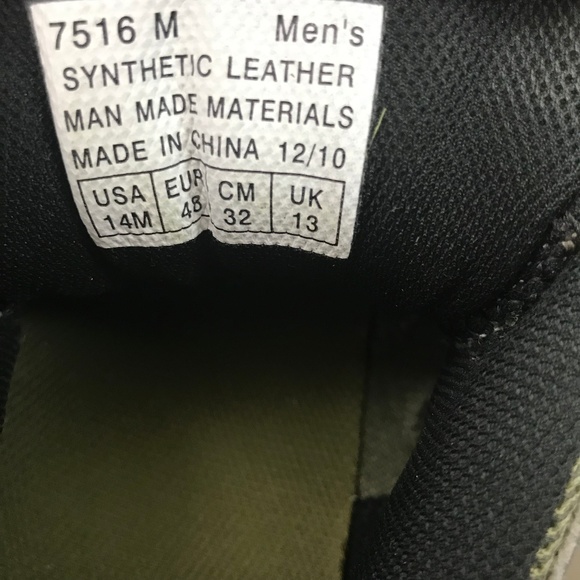 7516 M Men's
SYNTHETIC LEATHER
MAN MADE MATERIALS
MADE IN CHINA 12/10
USA EUR CM UK
14M 48 32 13